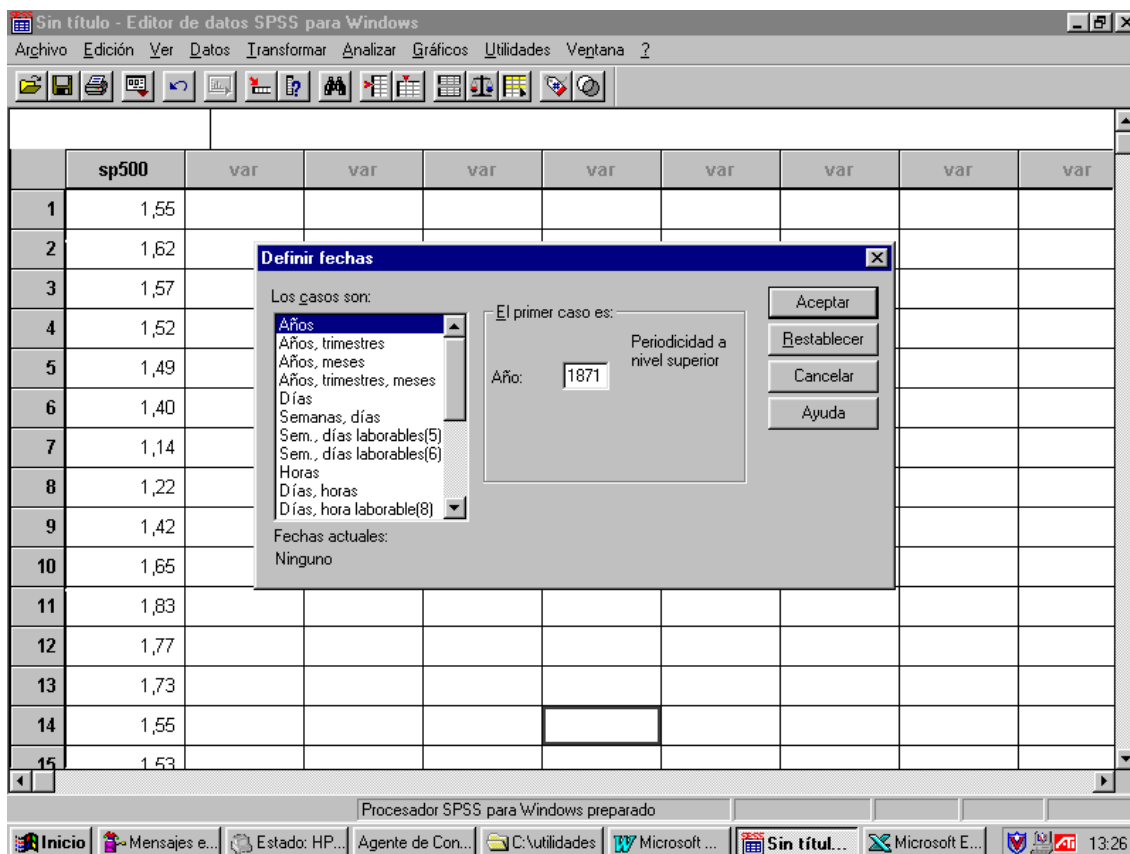 Sin título - Editor de datos SPSS para Windows
Archivo Edición Ver Datos Transformar Analizar Gráficos Utilidades Ventana ?
sp500 var var var var var var var var
1 1,55
2 1,62
3 1,57
4 1,52
5 1,49
6 1,40
7 1,14
8 1,22
9 1,42
10 1,65
11 1,83
12 1,77
13 1,73
14 1,55
15 1,53
Definir fechas
Los casos son:
Años
Años, trimestres
Años, meses
Años, trimestres, meses
Días
Semanas, días
Sem., días laborables(5)
Sem., días laborables(6)
Horas
Días, horas
Días, hora laborable(8)
Fechas actuales:
Ninguno
El primer caso es:
Periodicidad a
nivel superior
Año: 1871
Aceptar
Restablecer
Cancelar
Ayuda
Procesador SPSS para Windows preparado
Inicio Mensajes e... Estado: HP... Agente de Con... C:\utilidades Microsoft ... Sin títul... Microsoft E... 13:26